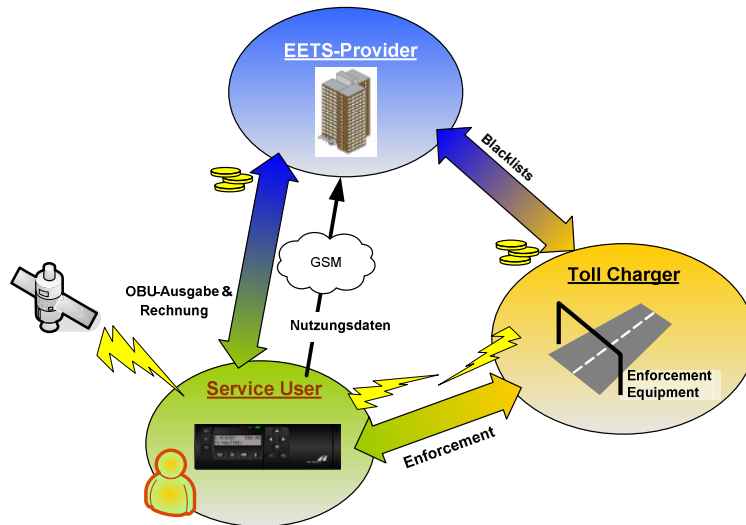 EETS-Provider
Blacklists
GSM
OBU-Ausgabe &
Rechnung
Nutzungsdaten
Toll Charger
Enforcement
Equipment
Service User
Enforcement